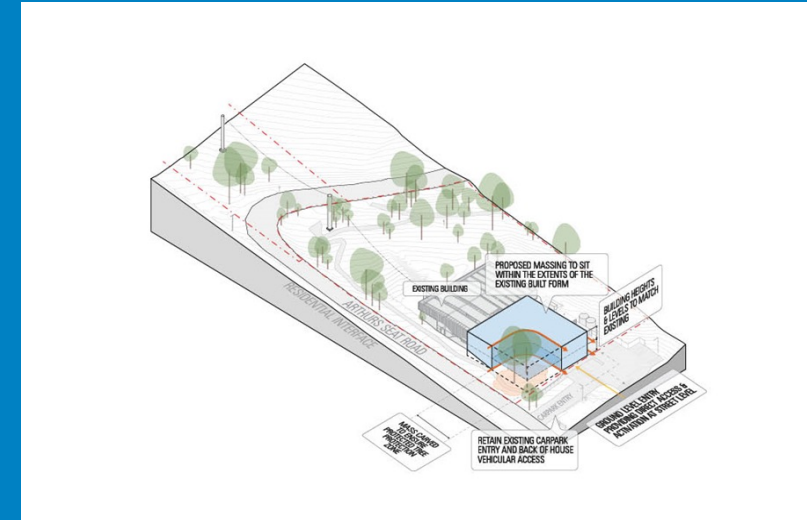 PROPOSED MASSING TO SIT
WITHIN THE EXTENTS OF THE
EXISTING BUILT FORM
EXISTING BUILDING
BUILDING HEIGHTS
& LEVELS TO MATCH
EXISTING
ARTHURS SEAT ROAD
RESIDENTIAL INTERFACE
CARPARK ENTRY
GROUND LEVEL ENTRY
PROVIDING DIRECT ACCESS &
ACTIVATION AT STREET LEVEL
MASS CARVED
TO ENSURE
PROTECTED TREE
PROTECTION
ZONE
RETAIN EXISTING CARPARK
ENTRY AND BACK OF HOUSE
VEHICULAR ACCESS